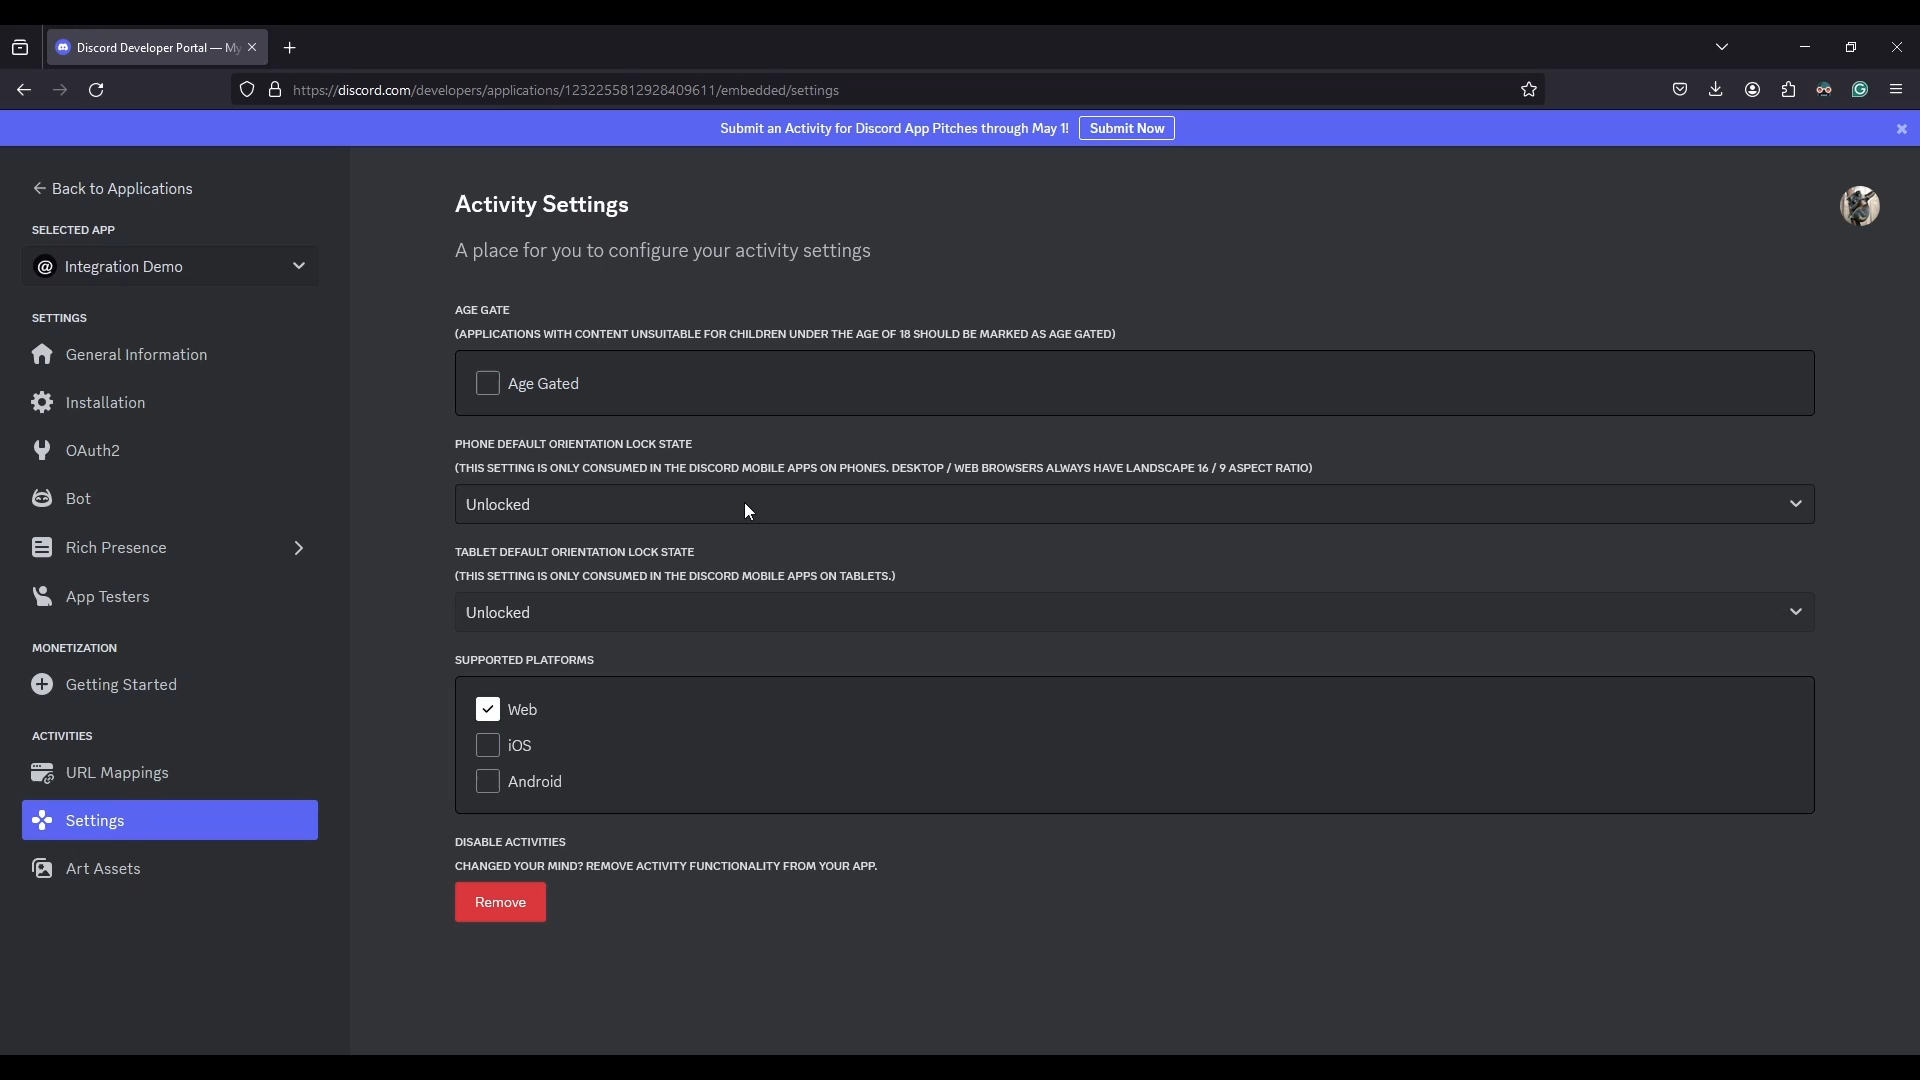 Discord Developer Portal — My
https://discord.com/developers/applications/1232255812928409611/embedded/settings
Submit an Activity for Discord App Pitches through May 1! Submit Now
Back to Applications
SELECTED APP
@ Integration Demo
SETTINGS
General Information
Installation
OAuth2
Bot
Rich Presence
App Testers
MONETIZATION
Getting Started
ACTIVITIES
URL Mappings
Settings
Art Assets
Activity Settings
A place for you to configure your activity settings
AGE GATE
(APPLICATIONS WITH CONTENT UNSUITABLE FOR CHILDREN UNDER THE AGE OF 18 SHOULD BE MARKED AS AGE GATED)
Age Gated
PHONE DEFAULT ORIENTATION LOCK STATE
(THIS SETTING IS ONLY CONSUMED IN THE DISCORD MOBILE APPS ON PHONES. DESKTOP / WEB BROWSERS ALWAYS HAVE LANDSCAPE 16 / 9 ASPECT RATIO)
Unlocked
TABLET DEFAULT ORIENTATION LOCK STATE
(THIS SETTING IS ONLY CONSUMED IN THE DISCORD MOBILE APPS ON TABLETS.)
Unlocked
SUPPORTED PLATFORMS
Web
iOS
Android
DISABLE ACTIVITIES
CHANGED YOUR MIND? REMOVE ACTIVITY FUNCTIONALITY FROM YOUR APP.
Remove